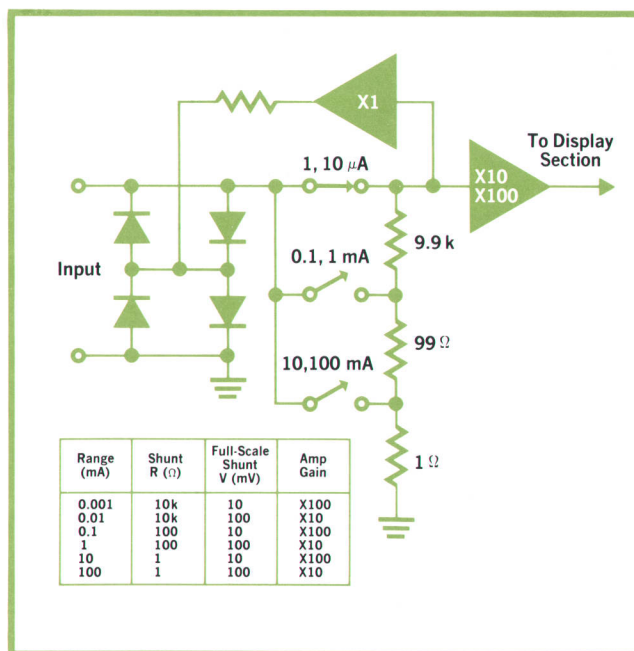 X1
To Display
Section
1, 10 μA
X10
X100
9.9 k
Input
0.1, 1 mA
99 Ω
10,100 mA
1 Ω
Range (mA) Shunt R (Ω) Full-Scale Shunt V (mV) Amp Gain
0.001 10k 10 X100
0.01 10k 100 X10
0.1 100 10 X100
1 100 100 X10
10 1 10 X100
100 1 100 X10